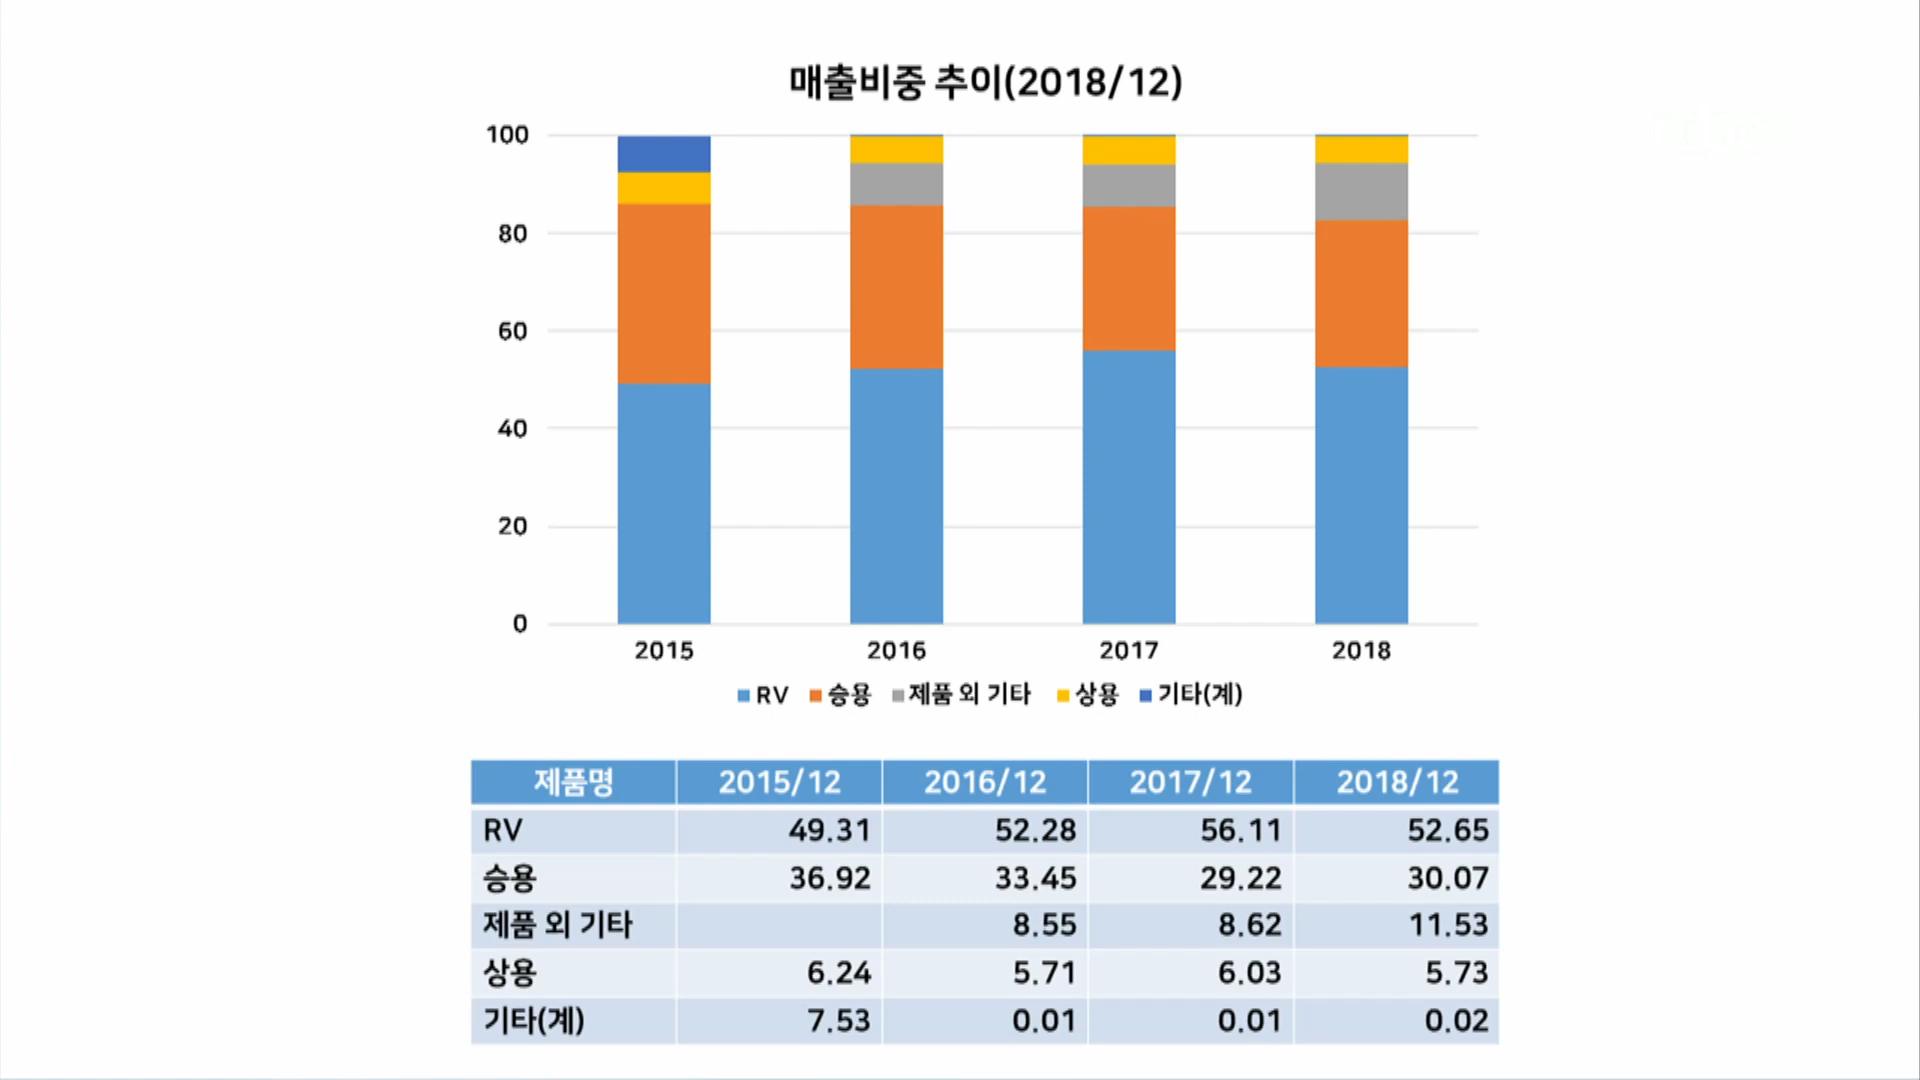 매출비중 추이(2018/12)
100
80
60
40
20
0
2015 2016 2017 2018
RV 승용 제품 외 기타 상용 기타(계)
제품명 2015/12 2016/12 2017/12 2018/12
RV 49.31 52.28 56.11 52.65
승용 36.92 33.45 29.22 30.07
제품 외 기타 8.55 8.62 11.53
상용 6.24 5.71 6.03 5.73
기타(계) 7.53 0.01 0.01 0.02